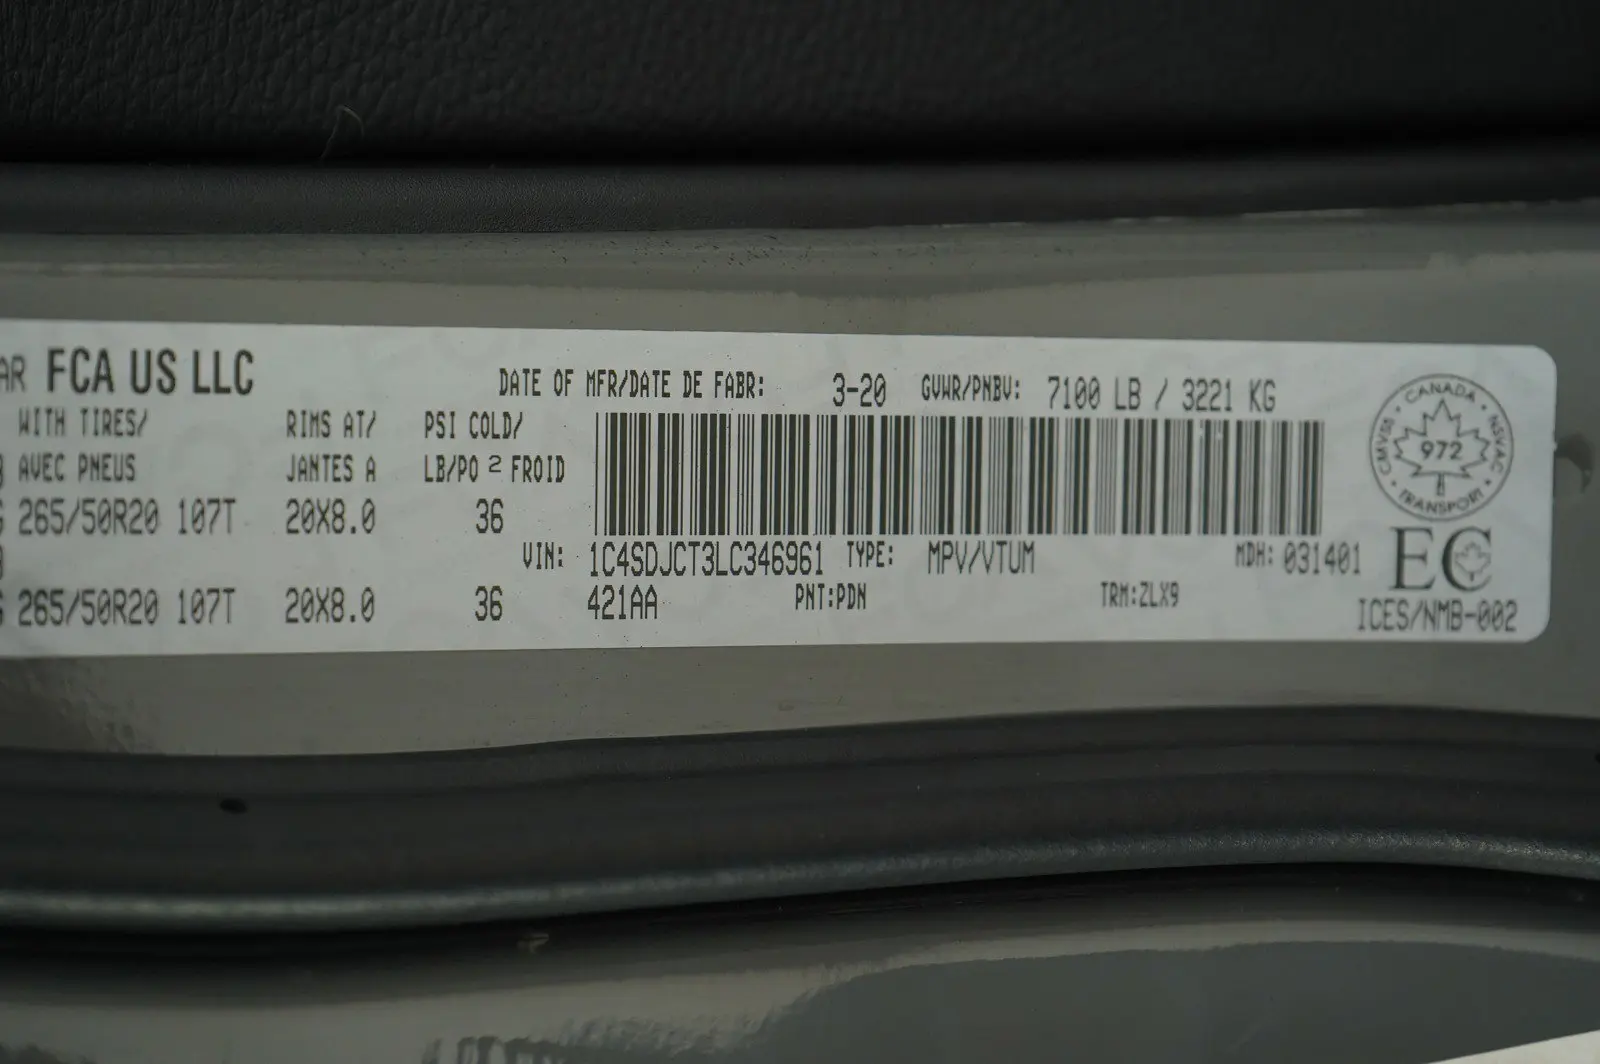 AR FCA US LLC
DATE OF MFR/DATE DE FABR: 3-20 GVWR/PNBV: 7100 LB / 3221 KG
WITH TIRES/ RIMS AT/ PSI COLD/
AVEC PNEUS JANTES A LB/PO 2 FROID
265/50R20 107T 20X8.0 36
VIN: 1C4SDJCT3LC346961 TYPE: MPV/VTUM MDH: 031401
265/50R20 107T 20X8.0 36 421AA PNT:PDN TRM:ZLX9
CANADA · NSVAC · TRANSPORT · CMVSS ·
972
EC
ICES/NMB-002